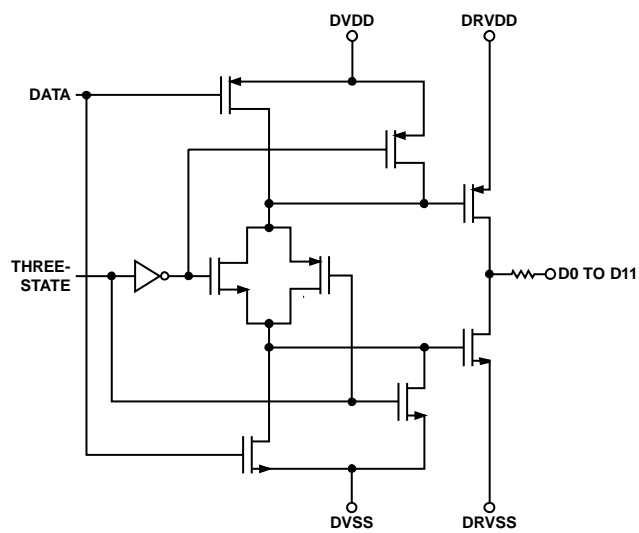 DVDD
DRVDD
DATA
THREE-
STATE
D0 TO D11
DVSS
DRVSS